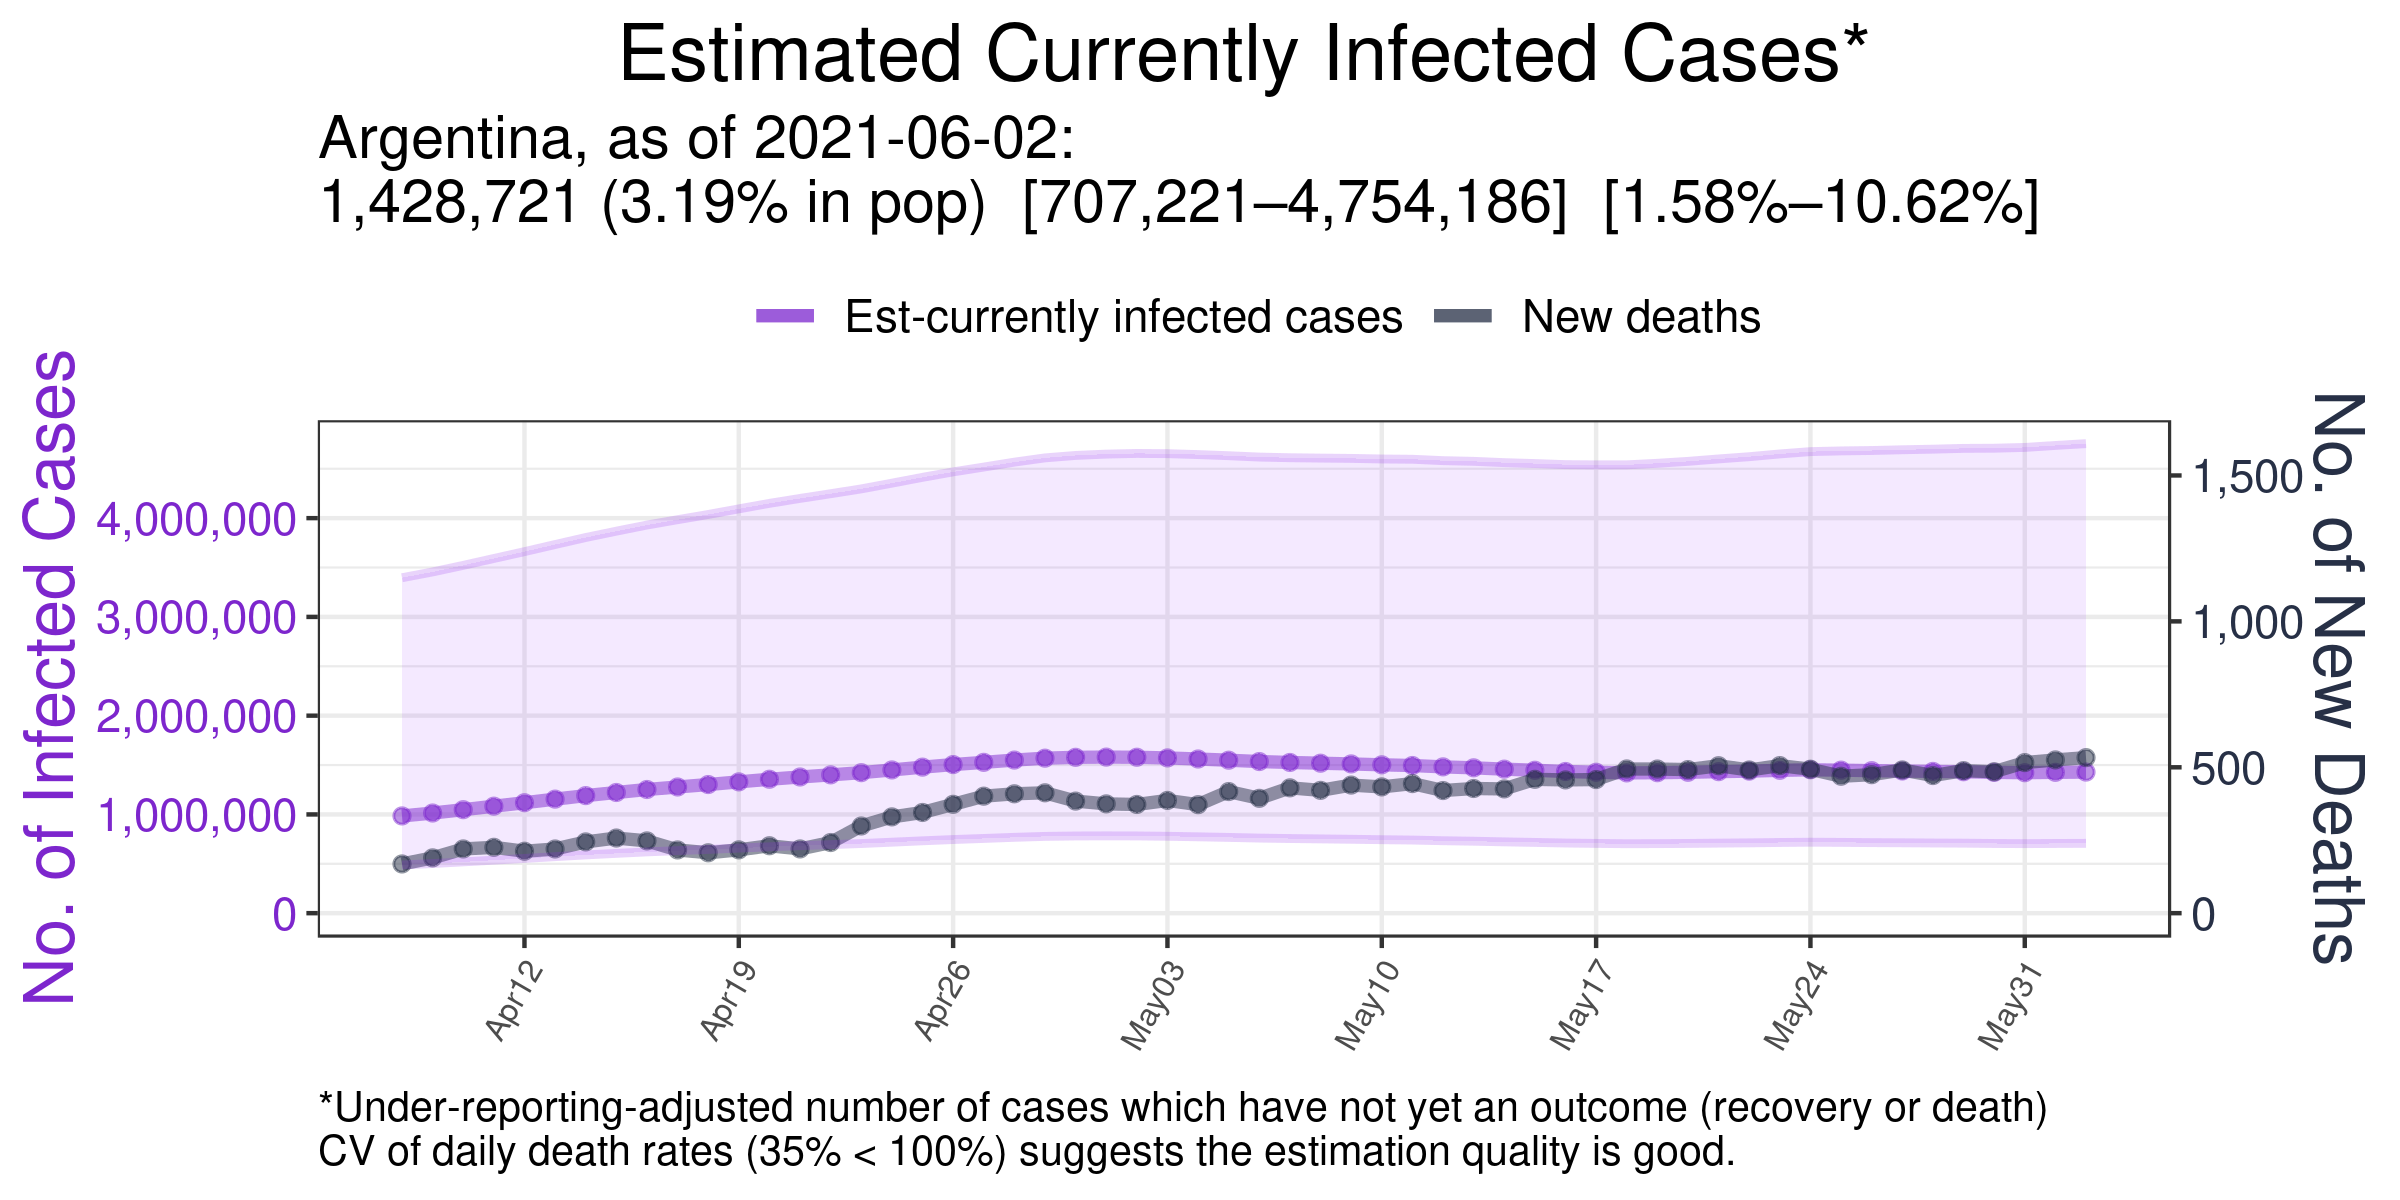 Estimated Currently Infected Cases*
Argentina, as of 2021-06-02:
1,428,721 (3.19% in pop)  [707,221–4,754,186]  [1.58%–10.62%]
Est-currently infected cases
New deaths
No. of Infected Cases
4,000,000
3,000,000
2,000,000
1,000,000
0
1,500
1,000
500
0
No. of New Deaths
Apr12
Apr19
Apr26
May03
May10
May17
May24
May31
*Under-reporting-adjusted number of cases which have not yet an outcome (recovery or death)
CV of daily death rates (35% < 100%) suggests the estimation quality is good.